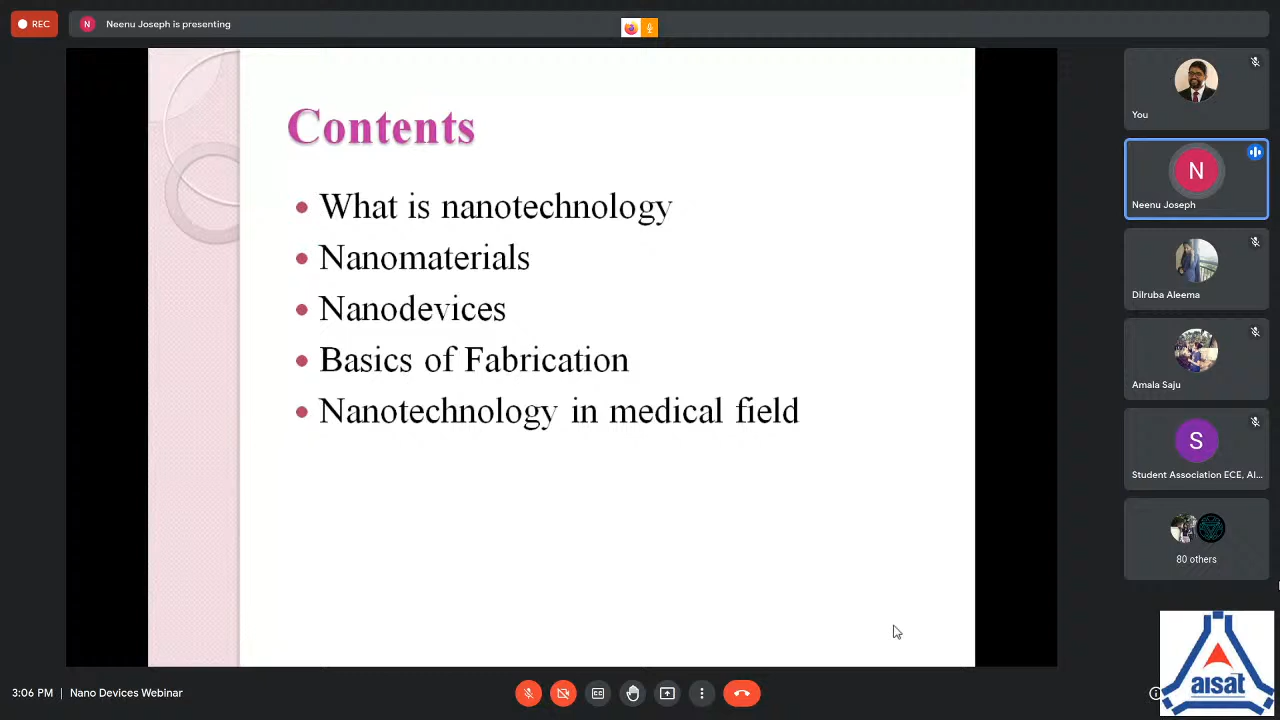 REC
N
Neenu Joseph is presenting
Contents
• What is nanotechnology
• Nanomaterials
• Nanodevices
• Basics of Fabrication
• Nanotechnology in medical field
You
N
Neenu Joseph
Dilruba Aleema
Amala Saju
S
Student Association ECE, AI...
80 others
3:06 PM | Nano Devices Webinar
CC
aisat